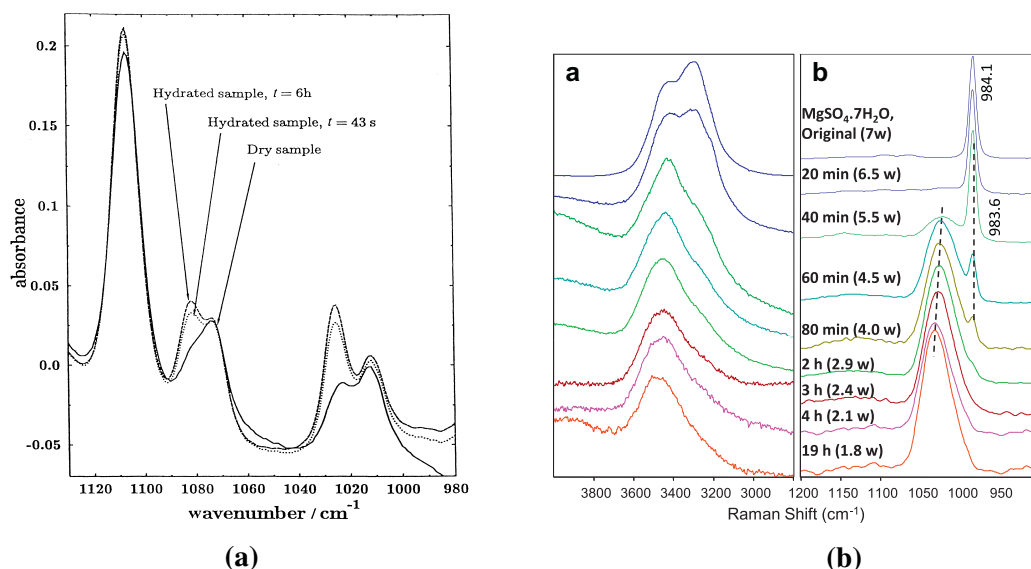 0.2
0.15
0.10
0.05
0.0
-0.05
absorbance
Hydrated sample, t = 6h
Hydrated sample, t = 43 s
Dry sample
1120 1100 1080 1060 1040 1020 1000 980
wavenumber / cm-1
(a)
a
3800 3600 3400 3200 3000
b
984.1
983.6
MgSO4.7H2O,
Original (7w)
20 min (6.5 w)
40 min (5.5 w)
60 min (4.5 w)
80 min (4.0 w)
2 h (2.9 w)
3 h (2.4 w)
4 h (2.1 w)
19 h (1.8 w)
1200 1150 1100 1050 1000 950
Raman Shift (cm-1)
(b)